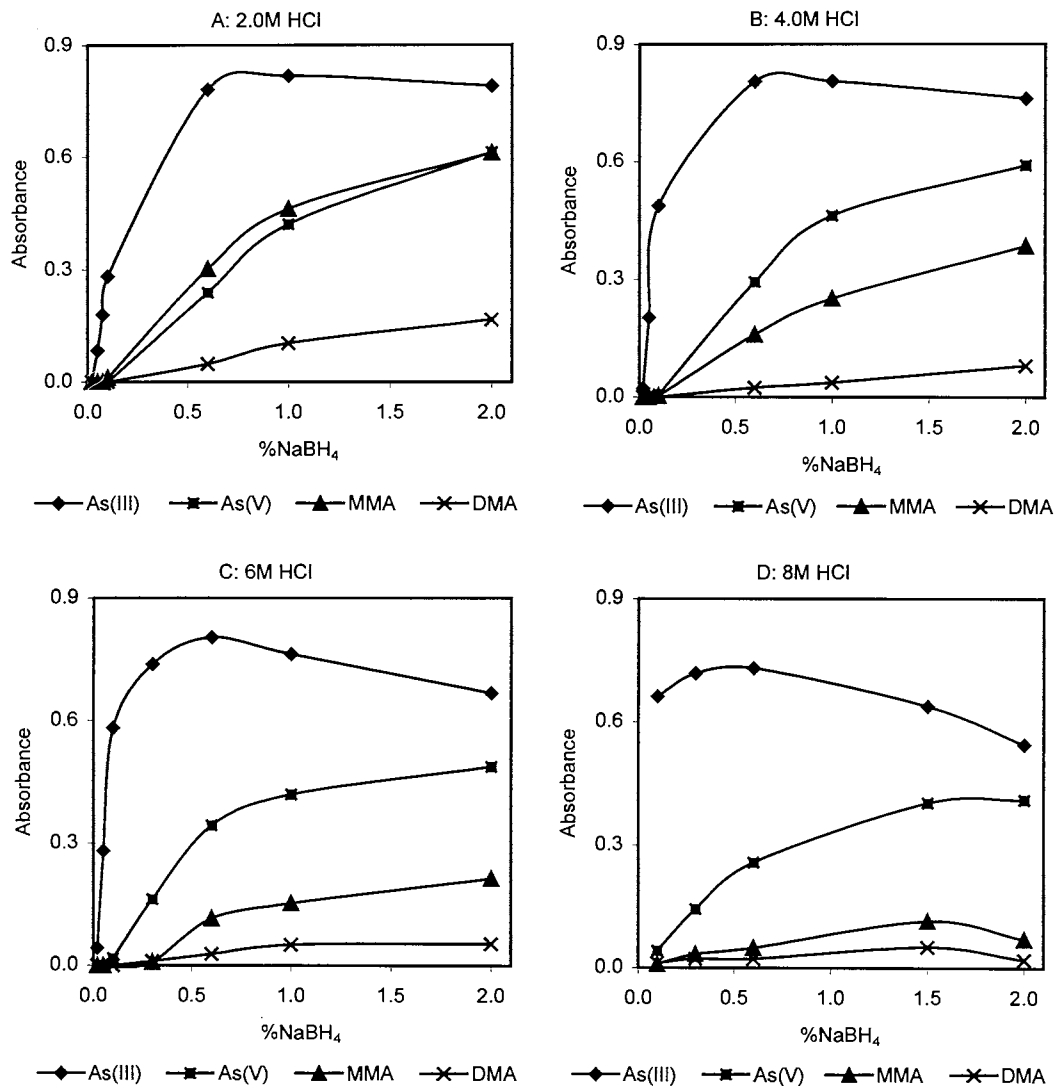 A: 2.0M HCl
0.9
0.6
0.3
0.0
Absorbance
0.0 0.5 1.0 1.5 2.0
%NaBH₄
As(III) As(V) MMA DMA
B: 4.0M HCl
0.9
0.6
0.3
0.0
Absorbance
0.0 0.5 1.0 1.5 2.0
%NaBH₄
As(III) As(V) MMA DMA
C: 6M HCl
0.9
0.6
0.3
0.0
Absorbance
0.0 0.5 1.0 1.5 2.0
%NaBH₄
As(III) As(V) MMA DMA
D: 8M HCl
0.9
0.6
0.3
0.0
Absorbance
0.0 0.5 1.0 1.5 2.0
%NaBH₄
As(III) As(V) MMA DMA